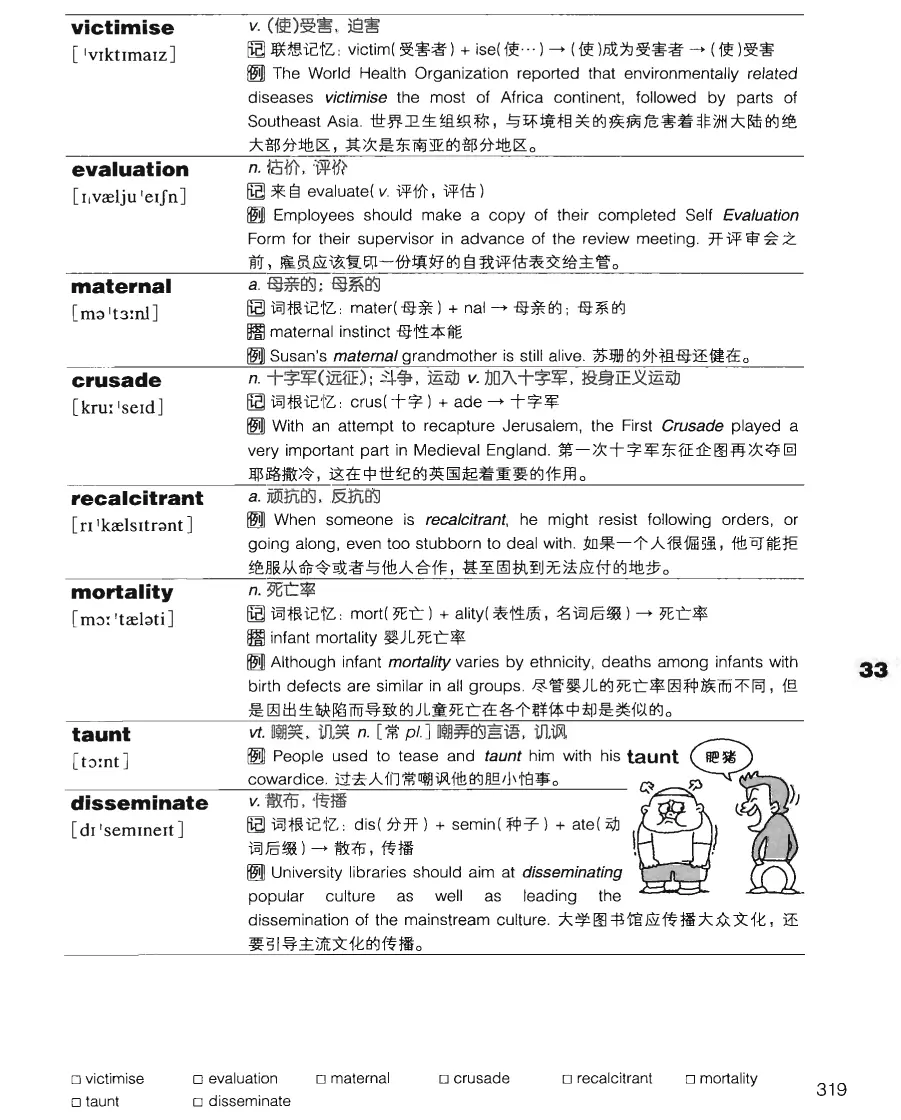 victimise
[ˈvɪktɪmaɪz]
v. (使)受害，迫害
记 联想记忆：victim(受害者) + ise(使…) → (使)成为受害者 → (使)受害
例 The World Health Organization reported that environmentally related
diseases victimise the most of Africa continent, followed by parts of
Southeast Asia. 世界卫生组织称，与环境相关的疾病危害着非洲大陆的绝
大部分地区，其次是东南亚的部分地区。
evaluation
[ɪˌvæljuˈeɪʃn]
n. 估价，评价
记 来自 evaluate(v. 评价，评估)
例 Employees should make a copy of their completed Self Evaluation
Form for their supervisor in advance of the review meeting. 开评审会之
前，雇员应该复印一份填好的自我评估表交给主管。
maternal
[məˈtɜːnl]
a. 母亲的；母系的
记 词根记忆：mater(母亲) + nal → 母亲的；母系的
搭 maternal instinct 母性本能
例 Susan's maternal grandmother is still alive. 苏珊的外祖母还健在。
crusade
[kruːˈseɪd]
n. 十字军(远征)；斗争，运动 v. 加入十字军，投身正义运动
记 词根记忆：crus(十字) + ade → 十字军
例 With an attempt to recapture Jerusalem, the First Crusade played a
very important part in Medieval England. 第一次十字军东征企图再次夺回
耶路撒冷，这在中世纪的英国起着重要的作用。
recalcitrant
[rɪˈkælsɪtrənt]
a. 顽抗的，反抗的
例 When someone is recalcitrant, he might resist following orders, or
going along, even too stubborn to deal with. 如果一个人很倔强，他可能拒
绝服从命令或者与他人合作，甚至固执到无法应付的地步。
mortality
[mɔːˈtæləti]
n. 死亡率
记 词根记忆：mort(死亡) + ality(表性质，名词后缀) → 死亡率
搭 infant mortality 婴儿死亡率
例 Although infant mortality varies by ethnicity, deaths among infants with
birth defects are similar in all groups. 尽管婴儿的死亡率因种族而不同，但
是因出生缺陷而导致的儿童死亡在各个群体中却是类似的。
33
taunt
[tɔːnt]
vt. 嘲笑，讥笑 n. [常 pl.] 嘲弄的言语，讥讽
例 People used to tease and taunt him with his
cowardice. 过去人们常嘲讽他的胆小怕事。
taunt
肥猪
disseminate
[dɪˈsemɪneɪt]
v. 散布，传播
记 词根记忆：dis(分开) + semin(种子) + ate(动
词后缀) → 散布，传播
例 University libraries should aim at disseminating
popular culture as well as leading the
dissemination of the mainstream culture. 大学图书馆应传播大众文化，还
要引导主流文化的传播。
□ victimise □ evaluation □ maternal □ crusade □ recalcitrant □ mortality
□ taunt □ disseminate
319